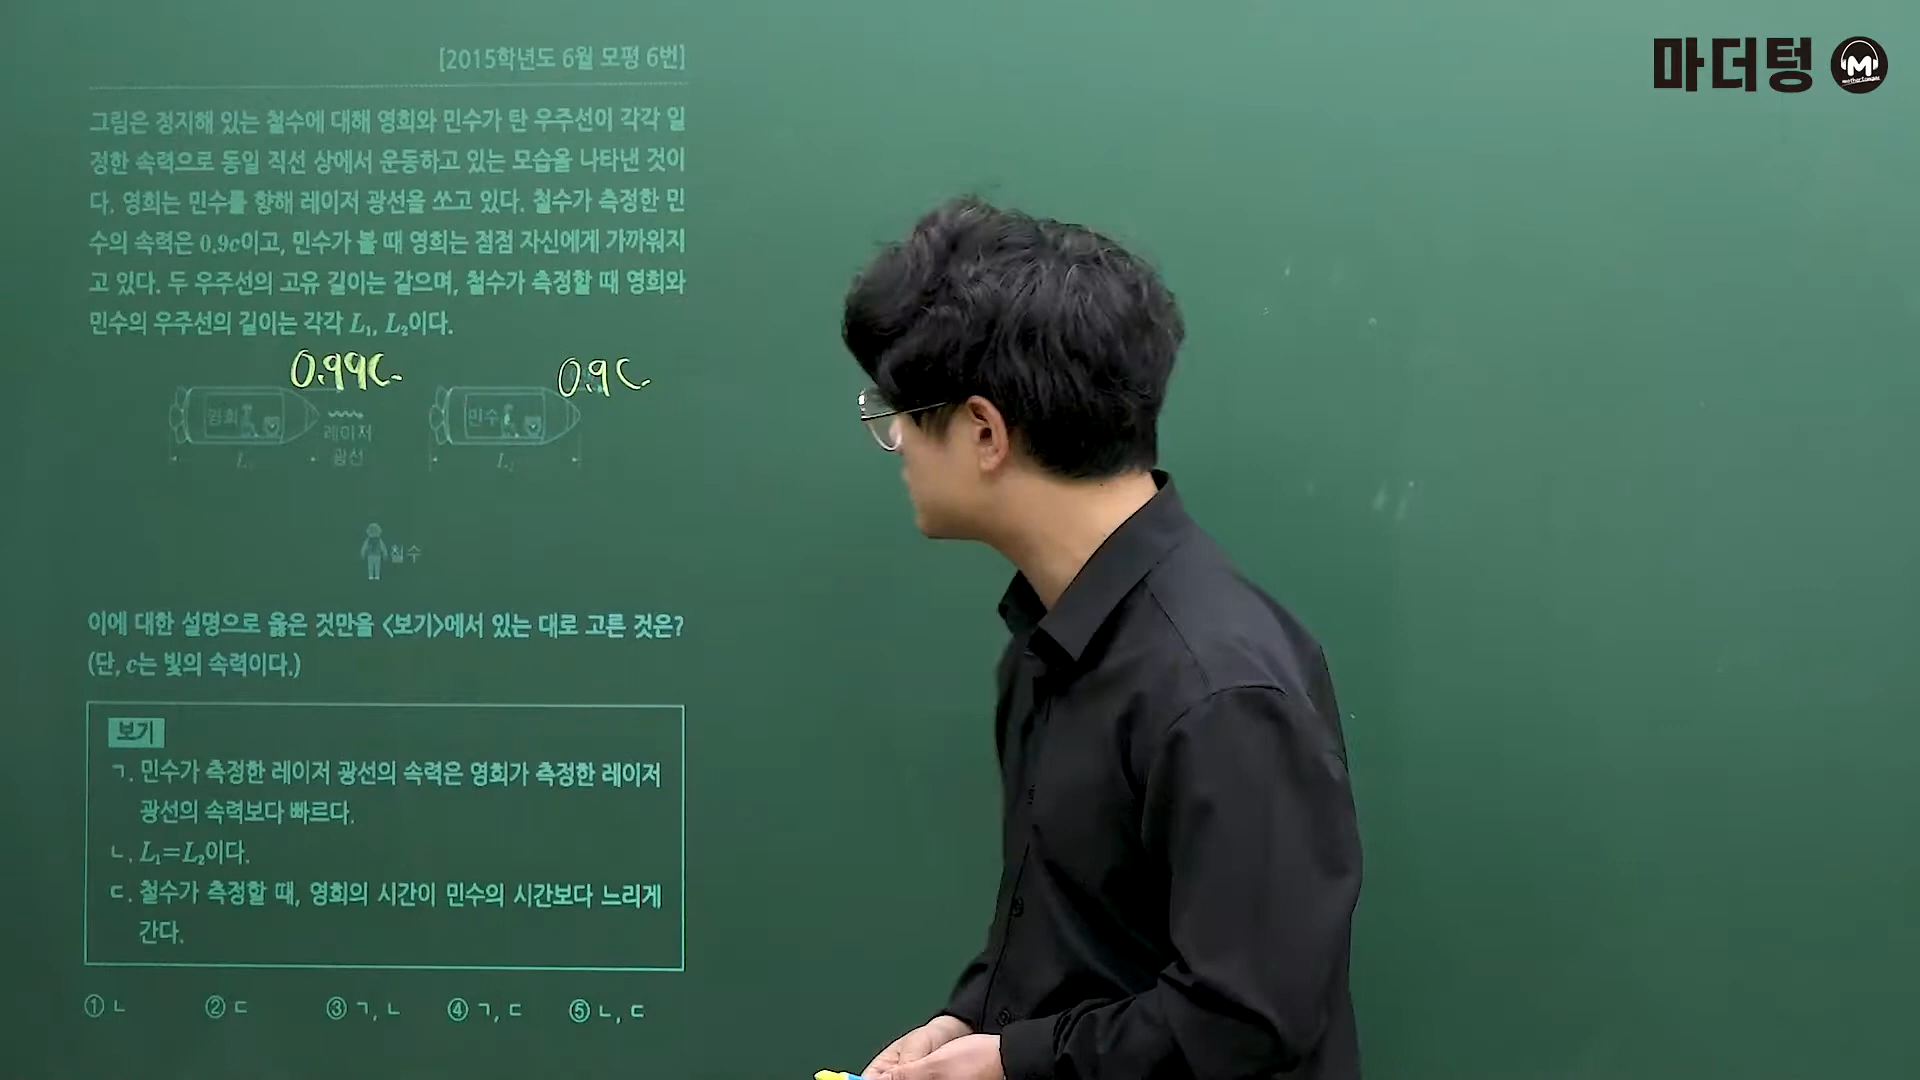 마더텅
[2015학년도 6월 모평 6번]
그림은 정지해 있는 철수에 대해 영희와 민수가 탄 우주선이 각각 일
정한 속력으로 동일 직선 상에서 운동하고 있는 모습을 나타낸 것이
다. 영희는 민수를 향해 레이저 광선을 쏘고 있다. 철수가 측정한 민
수의 속력은 0.9c이고, 민수가 볼 때 영희는 점점 자신에게 가까워지
고 있다. 두 우주선의 고유 길이는 같으며, 철수가 측정할 때 영희와
민수의 우주선의 길이는 각각 L₁, L₂이다.
0.99c 0.9c
영희 레이저 광선 민수
L₁ L₂
철수
이에 대한 설명으로 옳은 것만을 <보기>에서 있는 대로 고른 것은?
(단, c는 빛의 속력이다.)
보기
ㄱ. 민수가 측정한 레이저 광선의 속력은 영희가 측정한 레이저
광선의 속력보다 빠르다.
ㄴ. L₁=L₂이다.
ㄷ. 철수가 측정할 때, 영희의 시간이 민수의 시간보다 느리게
간다.
① ㄴ ② ㄷ ③ ㄱ, ㄴ ④ ㄱ, ㄷ ⑤ ㄴ, ㄷ